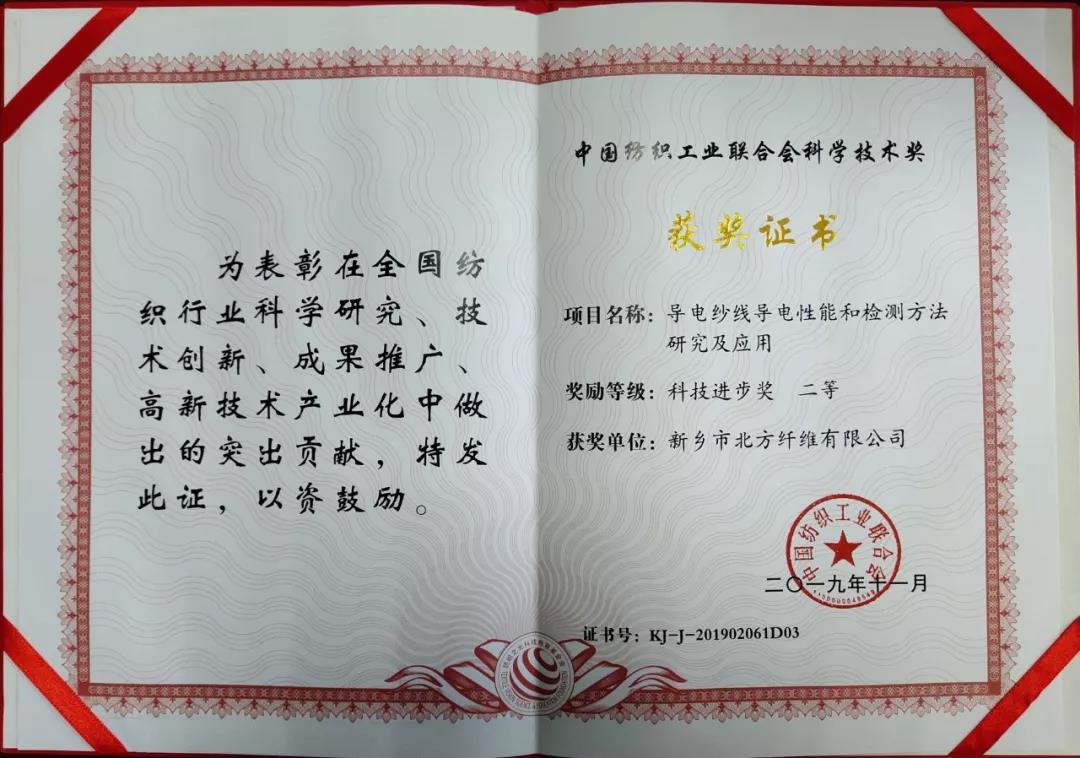 为表彰在全国纺
织行业科学研究、技
术创新、成果推广、
高新技术产业化中做
出的突出贡献，特发
此证，以资鼓励。
中国纺织工业联合会科学技术奖
获奖证书
项目名称：导电纱线导电性能和检测方法
研究及应用
奖励等级：科技进步奖 二等
获奖单位：新乡市北方纤维有限公司
中国纺织工业联合会
二〇一九年十一月
证书号：KJ-J-201902061D03